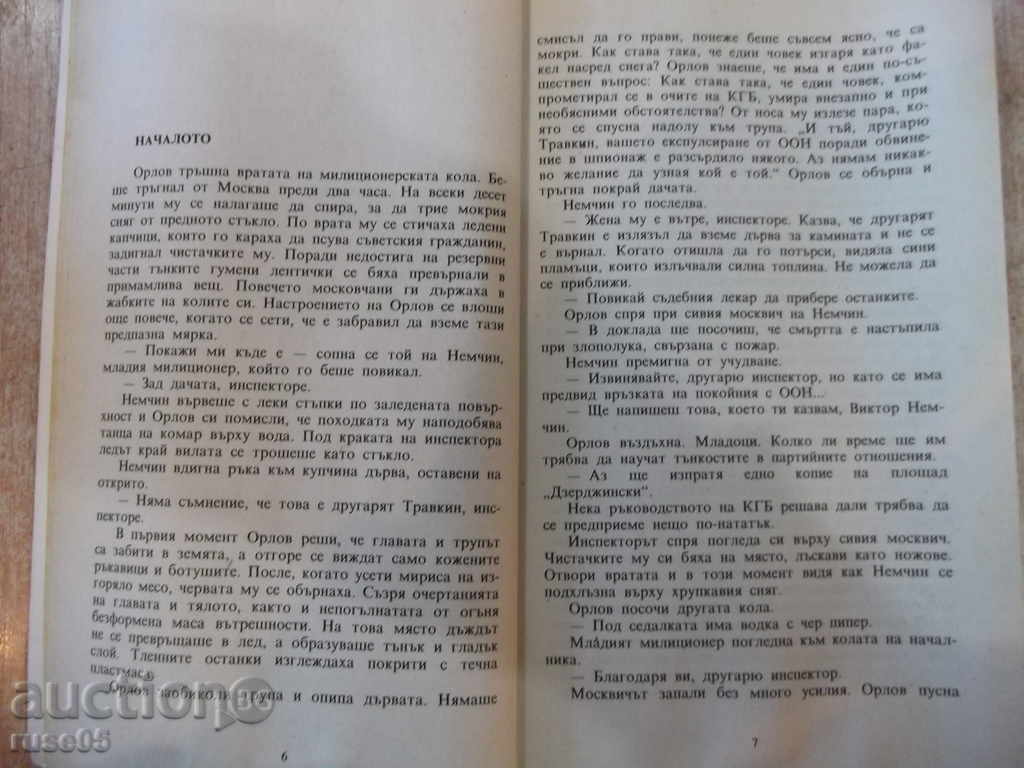 НАЧАЛОТО
Орлов тръшна вратата на милиционерската кола. Бе-
ше тръгнал от Москва преди два часа. На всеки десет
минути му се налагаше да спира, за да трие мокрия
сняг от предното стъкло. По врата му се стичаха ледени
капчици, които го караха да псува съветския гражданин,
задигнал чистачките му. Поради недостига на резервни
части тънките гумени лентички се бяха превърнали в
примамлива вещ. Повечето московчани ги държаха в
жабките на колите си. Настроението на Орлов се влоши
още повече, когато се сети, че е забравил да вземе тази
предпазна мярка.
— Покажи ми къде е — сопна се той на Немчин,
младия милиционер, който го беше повикал.
— Зад дачата, инспекторе.
Немчин вървеше с леки стъпки по заледената повър-
хност и Орлов си помисли, че походката му наподобява
танца на комар върху вода. Под краката на инспектора
ледът край вилата се трошеше като стъкло.
Немчин вдигна ръка към купчина дърва, оставени на
открито.
— Няма съмнение, че това е другарят Травкин, инс-
пекторе.
В първия момент Орлов реши, че главата и трупът
са забити в земята, а отгоре се виждат само кожените
ръкавици и ботушите. После, когато усети мириса на из-
горяло месо, червата му се обърнаха. Съзря очертанията
на главата и тялото, както и непогълнатата от огъня
безформена маса вътрешности. На това място дъждът
не се превръщаше в лед, а образуваше тънък и гладък
слой. Тленните останки изглеждаха покрити с течна
пластмаса.
Орлов заобиколи трупа и опипа дървата. Нямаше
6
смисъл да го прави, понеже беше съвсем ясно, че са
мокри. Как става така, че един човек изгаря като фа-
кел насред снега? Орлов знаеше, че има и един по-съ-
ществен въпрос: Как става така, че един човек, ком-
прометирал се в очите на КГБ, умира внезапно и при
необясними обстоятелства? От носа му излезе пара, ко-
ято се спусна надолу към трупа. „И тъй, другарю
Травкин, вашето експулсиране от ООН поради обвине-
ние в шпионаж е разсърдило някого. Аз нямам никак-
во желание да узная кой е той.“ Орлов се обърна и
тръгна покрай дачата.
Немчин го последва.
— Жена му е вътре, инспекторе. Казва, че другарят
Травкин е излязъл да вземе дърва за камината и не се
е върнал. Когато отишла да го потърси, видяла сини
пламъци, които излъчвали силна топлина. Не можела да
се приближи.
— Повикай съдебния лекар да прибере останките.
Орлов спря при сивия москвич на Немчин.
— В доклада ще посочиш, че смъртта е настъпила
при злополука, свързана с пожар.
Немчин премигна от учудване.
— Извинявайте, другарю инспектор, но като се има
предвид връзката на покойния с ООН...
— Ще напишеш това, което ти казвам, Виктор Нем-
чин.
Орлов въздъхна. Младоци. Колко ли време ще им
трябва да научат тънкостите в партийните отношения.
— Аз ще изпратя едно копие на площад
„Дзерджински“.
Нека ръководството на КГБ решава дали трябва да
се предприеме нещо по-нататък.
Инспекторът спря погледа си върху сивия москвич.
Чистачките му си бяха на място, лъскави като ножове.
Отвори вратата и в този момент видя как Немчин се
подхлъзна върху хрупкавия сняг.
Орлов посочи другата кола.
— Под седалката има водка с чер пипер.
Младият милиционер погледна към колата на начал-
ника.
— Благодаря ви, другарю инспектор.
Москвичът запали без много усилия. Орлов пусна
7
auction
ruse05